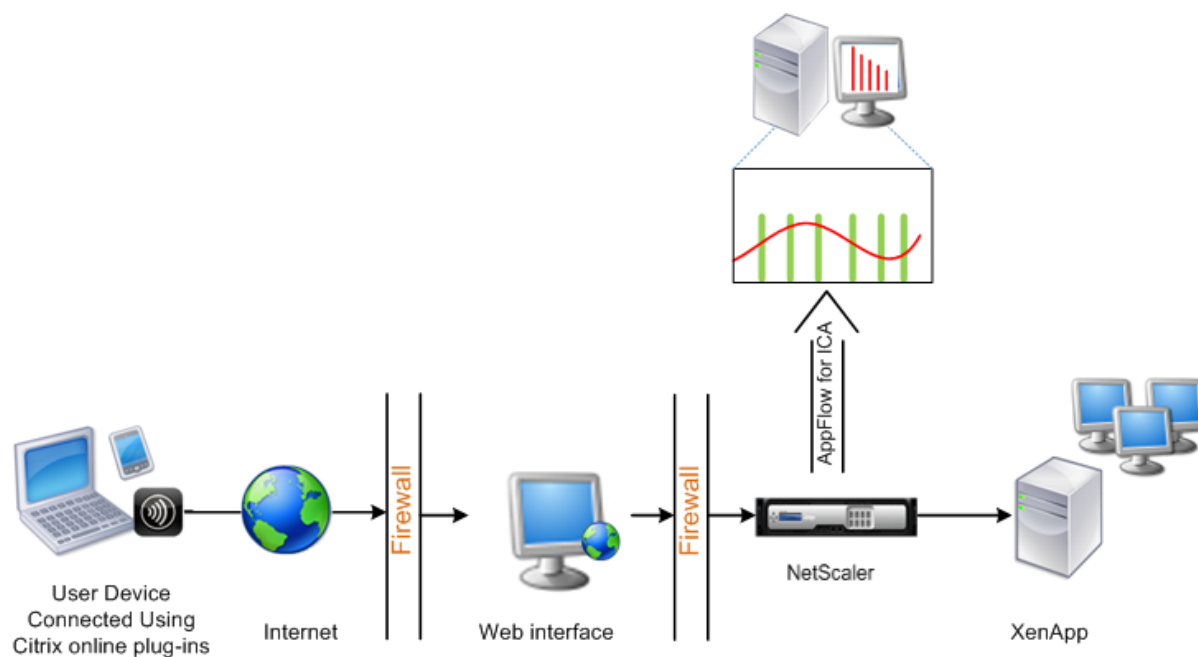 AppFlow for ICA
Firewall
Firewall
User Device
Connected Using
Citrix online plug-ins
Internet
Web interface
NetScaler
XenApp